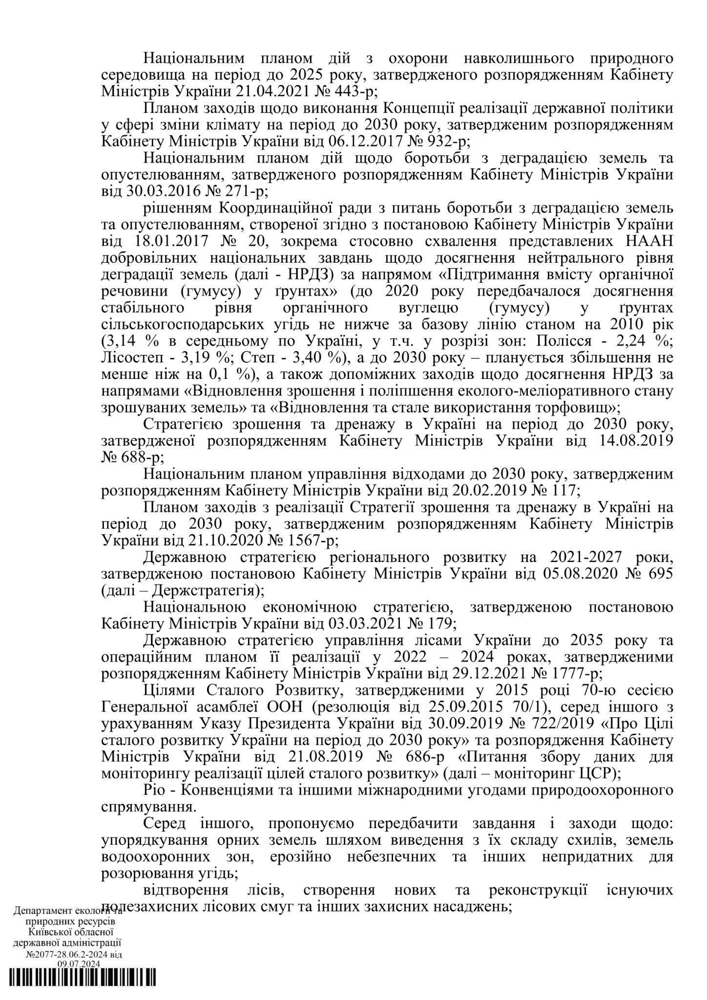 Національним планом дій з охорони навколишнього природного
середовища на період до 2025 року, затвердженого розпорядженням Кабінету
Міністрів України 21.04.2021 № 443-р;
Планом заходів щодо виконання Концепції реалізації державної політики
у сфері зміни клімату на період до 2030 року, затвердженим розпорядженням
Кабінету Міністрів України від 06.12.2017 № 932-р;
Національним планом дій щодо боротьби з деградацією земель та
опустелюванням, затвердженого розпорядженням Кабінету Міністрів України
від 30.03.2016 № 271-р;
рішенням Координаційної ради з питань боротьби з деградацією земель
та опустелюванням, створеної згідно з постановою Кабінету Міністрів України
від 18.01.2017 № 20, зокрема стосовно схвалення представлених НААН
добровільних національних завдань щодо досягнення нейтрального рівня
деградації земель (далі - НРДЗ) за напрямом «Підтримання вмісту органічної
речовини (гумусу) у ґрунтах» (до 2020 року передбачалося досягнення
стабільного рівня органічного вуглецю (гумусу) у ґрунтах
сільськогосподарських угідь не нижче за базову лінію станом на 2010 рік
(3,14 % в середньому по Україні, у т.ч. у розрізі зон: Полісся - 2,24 %;
Лісостеп - 3,19 %; Степ - 3,40 %), а до 2030 року – планується збільшення не
менше ніж на 0,1 %), а також допоміжних заходів щодо досягнення НРДЗ за
напрямами «Відновлення зрошення і поліпшення еколого-меліоративного стану
зрошуваних земель» та «Відновлення та стале використання торфовищ»;
Стратегією зрошення та дренажу в Україні на період до 2030 року,
затвердженої розпорядженням Кабінету Міністрів України від 14.08.2019
№ 688-р;
Національним планом управління відходами до 2030 року, затвердженим
розпорядженням Кабінету Міністрів України від 20.02.2019 № 117;
Планом заходів з реалізації Стратегії зрошення та дренажу в Україні на
період до 2030 року, затвердженим розпорядженням Кабінету Міністрів
України від 21.10.2020 № 1567-р;
Державною стратегією регіонального розвитку на 2021-2027 роки,
затвердженою постановою Кабінету Міністрів України від 05.08.2020 № 695
(далі – Держстратегія);
Національною економічною стратегією, затвердженою постановою
Кабінету Міністрів України від 03.03.2021 № 179;
Державною стратегією управління лісами України до 2035 року та
операційним планом її реалізації у 2022 – 2024 роках, затвердженими
розпорядженням Кабінету Міністрів України від 29.12.2021 № 1777-р;
Цілями Сталого Розвитку, затвердженими у 2015 році 70-ю сесією
Генеральної асамблеї ООН (резолюція від 25.09.2015 70/1), серед іншого з
урахуванням Указу Президента України від 30.09.2019 № 722/2019 «Про Цілі
сталого розвитку України на період до 2030 року» та розпорядження Кабінету
Міністрів України від 21.08.2019 № 686-р «Питання збору даних для
моніторингу реалізації цілей сталого розвитку» (далі – моніторинг ЦСР);
Ріо - Конвенціями та іншими міжнародними угодами природоохоронного
спрямування.
Серед іншого, пропонуємо передбачити завдання і заходи щодо:
упорядкування орних земель шляхом виведення з їх складу схилів, земель
водоохоронних зон, ерозійно небезпечних та інших непридатних для
розорювання угідь;
відтворення лісів, створення нових та реконструкції існуючих
полезахисних лісових смуг та інших захисних насаджень;
Департамент екології та
природних ресурсів
Київської обласної
державної адміністрації
№2077-28.06.2-2024 від
09.07.2024